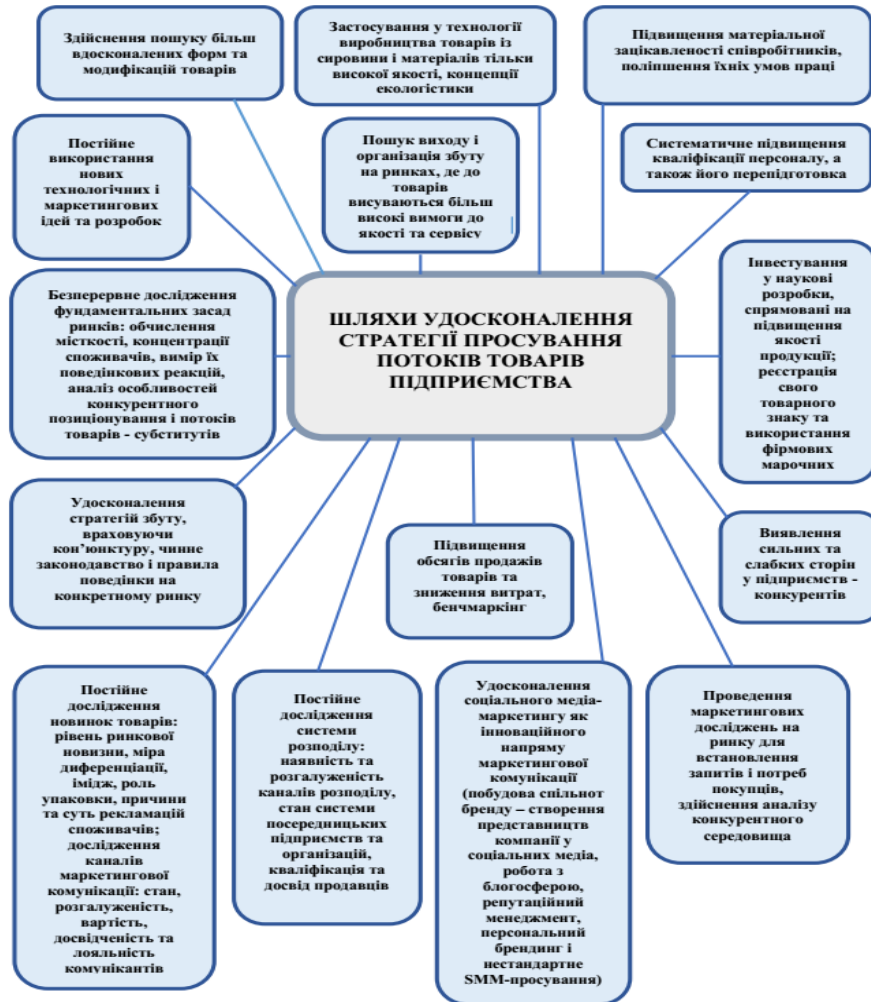 Здійснення пошуку більш
вдосконалених форм та
модифікацій товарів
Застосування у технології
виробництва товарів із
сировини і матеріалів тільки
високої якості, концепції
екологістики
Підвищення матеріальної
зацікавленості співробітників,
поліпшення їхніх умов праці
Постійне
використання
нових
технологічних і
маркетингових
ідей та розробок
Пошук виходу і
організація збуту
на ринках, де до
товарів
висуваються більш
високі вимоги до
якості та сервісу
Систематичне підвищення
кваліфікації персоналу, а
також його перепідготовка
Безперервне дослідження
фундаментальних засад
ринків: обчислення
місткості, концентрації
споживачів, вимір їх
поведінкових реакцій,
аналіз особливостей
конкурентного
позиціонування і потоків
товарів - субститутів
ШЛЯХИ УДОСКОНАЛЕННЯ
СТРАТЕГІЇ ПРОСУВАННЯ
ПОТОКІВ ТОВАРІВ
ПІДПРИЄМСТВА
Інвестування
у наукові
розробки,
спрямовані на
підвищення
якості
продукції;
реєстрація
свого
товарного
знаку та
використання
фірмових
марочних
Удосконалення
стратегій збуту,
враховуючи
кон’юнктуру, чинне
законодавство і правила
поведінки на
конкретному ринку
Підвищення
обсягів продажів
товарів та
зниження витрат,
бенчмаркінг
Виявлення
сильних та
слабких сторін
у підприємств -
конкурентів
Постійне
дослідження
новинок товарів:
рівень ринкової
новизни, міра
диференціації,
імідж, роль
упаковки, причини
та суть рекламацій
споживачів;
дослідження
каналів
маркетингової
комунікації: стан,
розгалуженість,
вартість,
досвідченість та
лояльність
комунікантів
Постійне
дослідження
системи
розподілу:
наявність та
розгалуженість
каналів розподілу,
стан системи
посередницьких
підприємств та
організацій,
кваліфікація та
досвід продавців
Удосконалення
соціального медіа-
маркетингу як
інноваційного
напряму
маркетингової
комунікації
(побудова спільнот
бренду – створення
представництв
компанії у
соціальних медіа,
робота з
блогосферою,
репутаційний
менеджмент,
персональний
брендинг і
нестандартне
SMM-просування)
Проведення
маркетингових
досліджень на
ринку для
встановлення
запитів і потреб
покупців,
здійснення аналізу
конкурентного
середовища